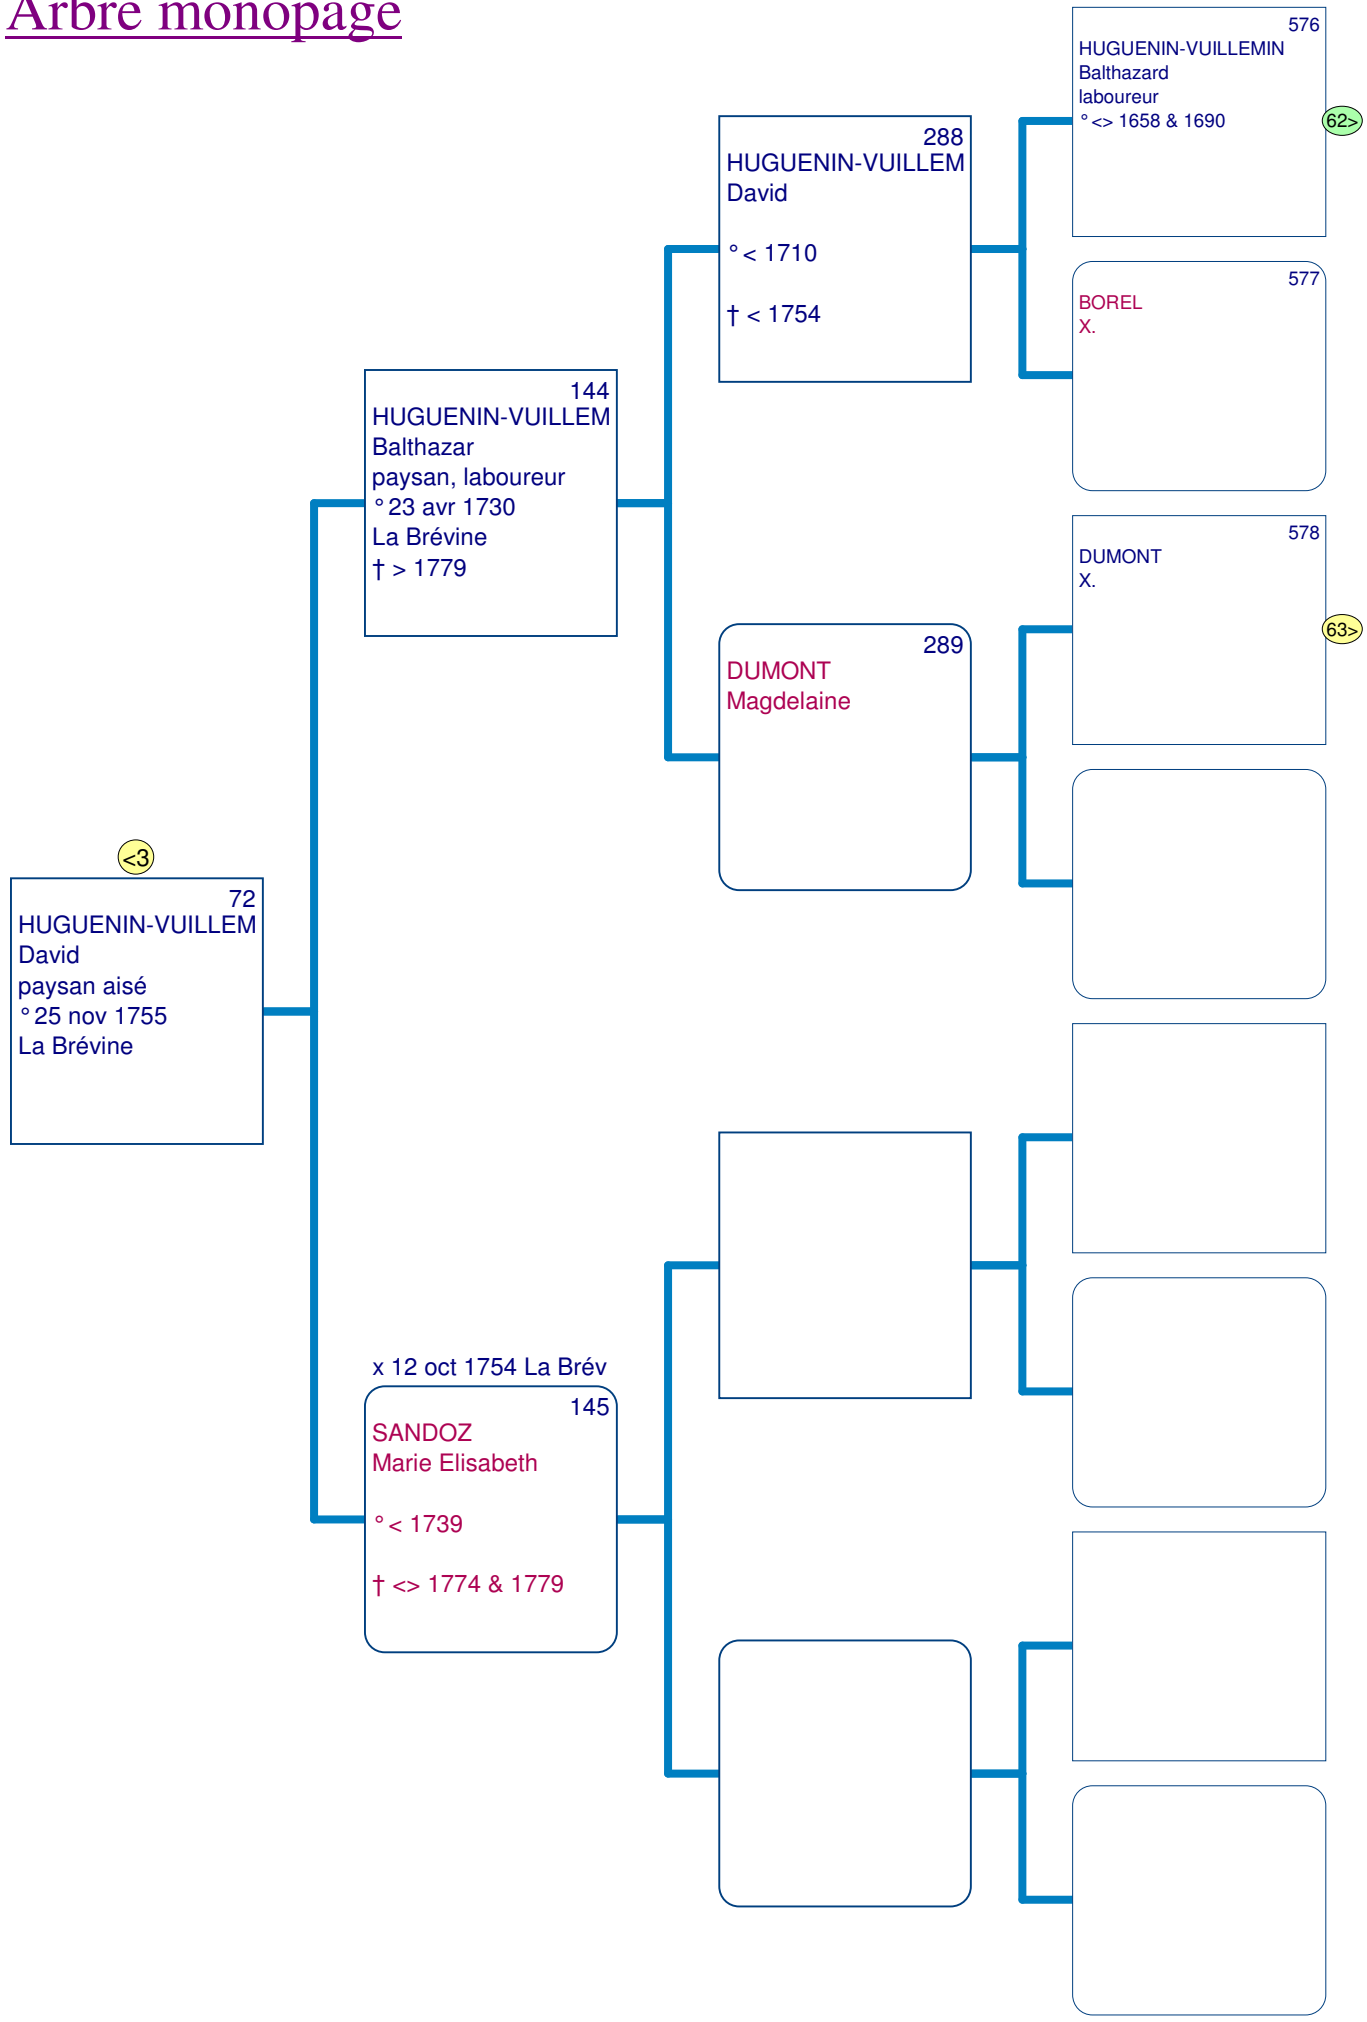 Arbre monopage
576
HUGUENIN-VUILLEMIN
Balthazard
laboureur
° <> 1658 & 1690
62>
288
HUGUENIN-VUILLEM
David
° < 1710
† < 1754
577
BOREL
X.
144
HUGUENIN-VUILLEM
Balthazar
paysan, laboureur
° 23 avr 1730
La Brévine
† > 1779
578
DUMONT
X.
63>
289
DUMONT
Magdelaine
<3
72
HUGUENIN-VUILLEM
David
paysan aisé
° 25 nov 1755
La Brévine
x 12 oct 1754 La Brév
145
SANDOZ
Marie Elisabeth
° < 1739
† <> 1774 & 1779